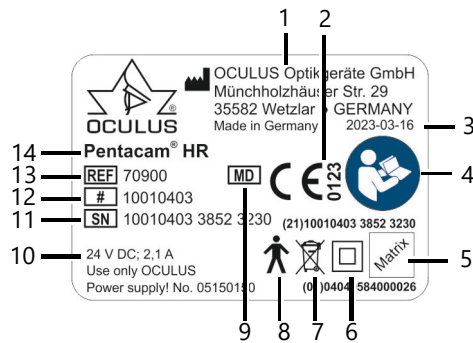 1
2
OCULUS Optikgeräte GmbH
Münchholzhäuser Str. 29
35582 Wetzlar GERMANY
Made in Germany 2023-03-16
3
OCULUS
®
14 Pentacam® HR
13 REF 70900
MD
CE
0123
4
12 # 10010403
11 SN 10010403 3852 3230
(21)10010403 3852 3230
10 24 V DC; 2,1 A
Use only OCULUS
Power supply! No.
Matrix
5
9
8
7
6